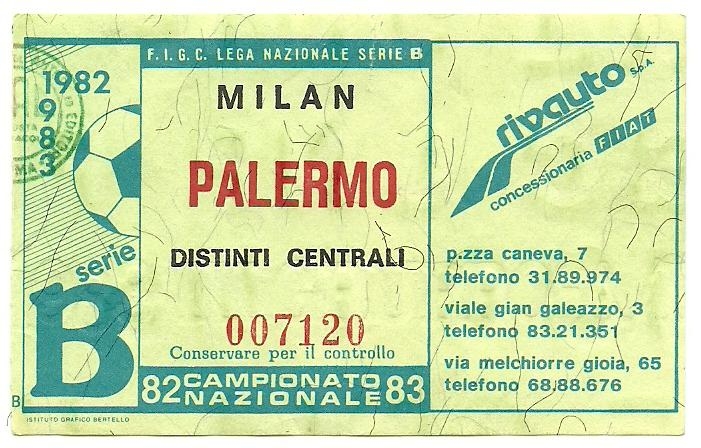 F.I.G.C. LEGA NAZIONALE SERIE B
1982
983
MILAN
PALERMO
DISTINTI CENTRALI
007120
Conservare per il controllo
serie
B
82 CAMPIONATO NAZIONALE 83
B
ISTITUTO GRAFICO BERTELLO
rivauto S.p.A.
concessionaria FIAT
p.zza caneva, 7
telefono 31.89.974
viale gian galeazzo, 3
telefono 83.21.351
via melchiorre gioia, 65
telefono 68.88.676